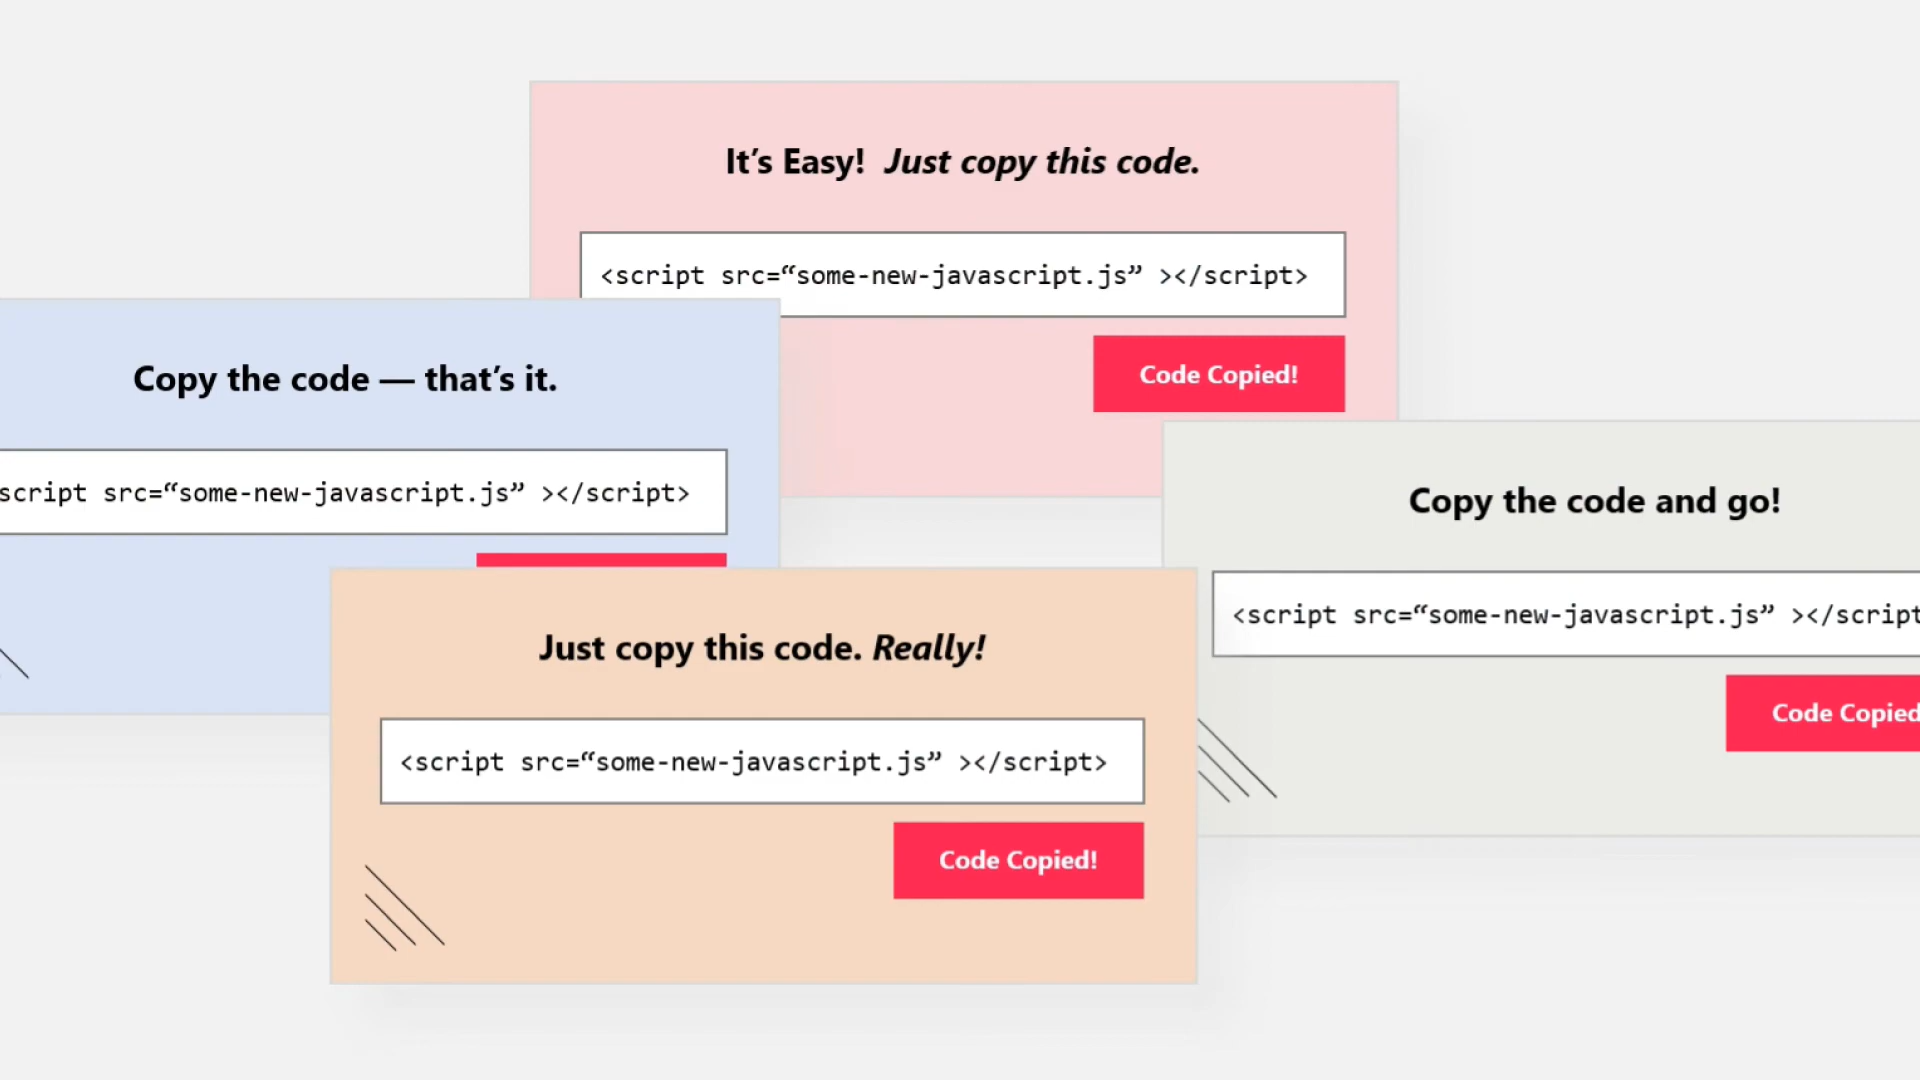 It’s Easy! Just copy this code.
<script src=“some-new-javascript.js” ></script>
Code Copied!
Copy the code — that’s it.
script src=“some-new-javascript.js” ></script>
Copy the code and go!
<script src=“some-new-javascript.js” ></script
Code Copied
Just copy this code. Really!
<script src=“some-new-javascript.js” ></script>
Code Copied!